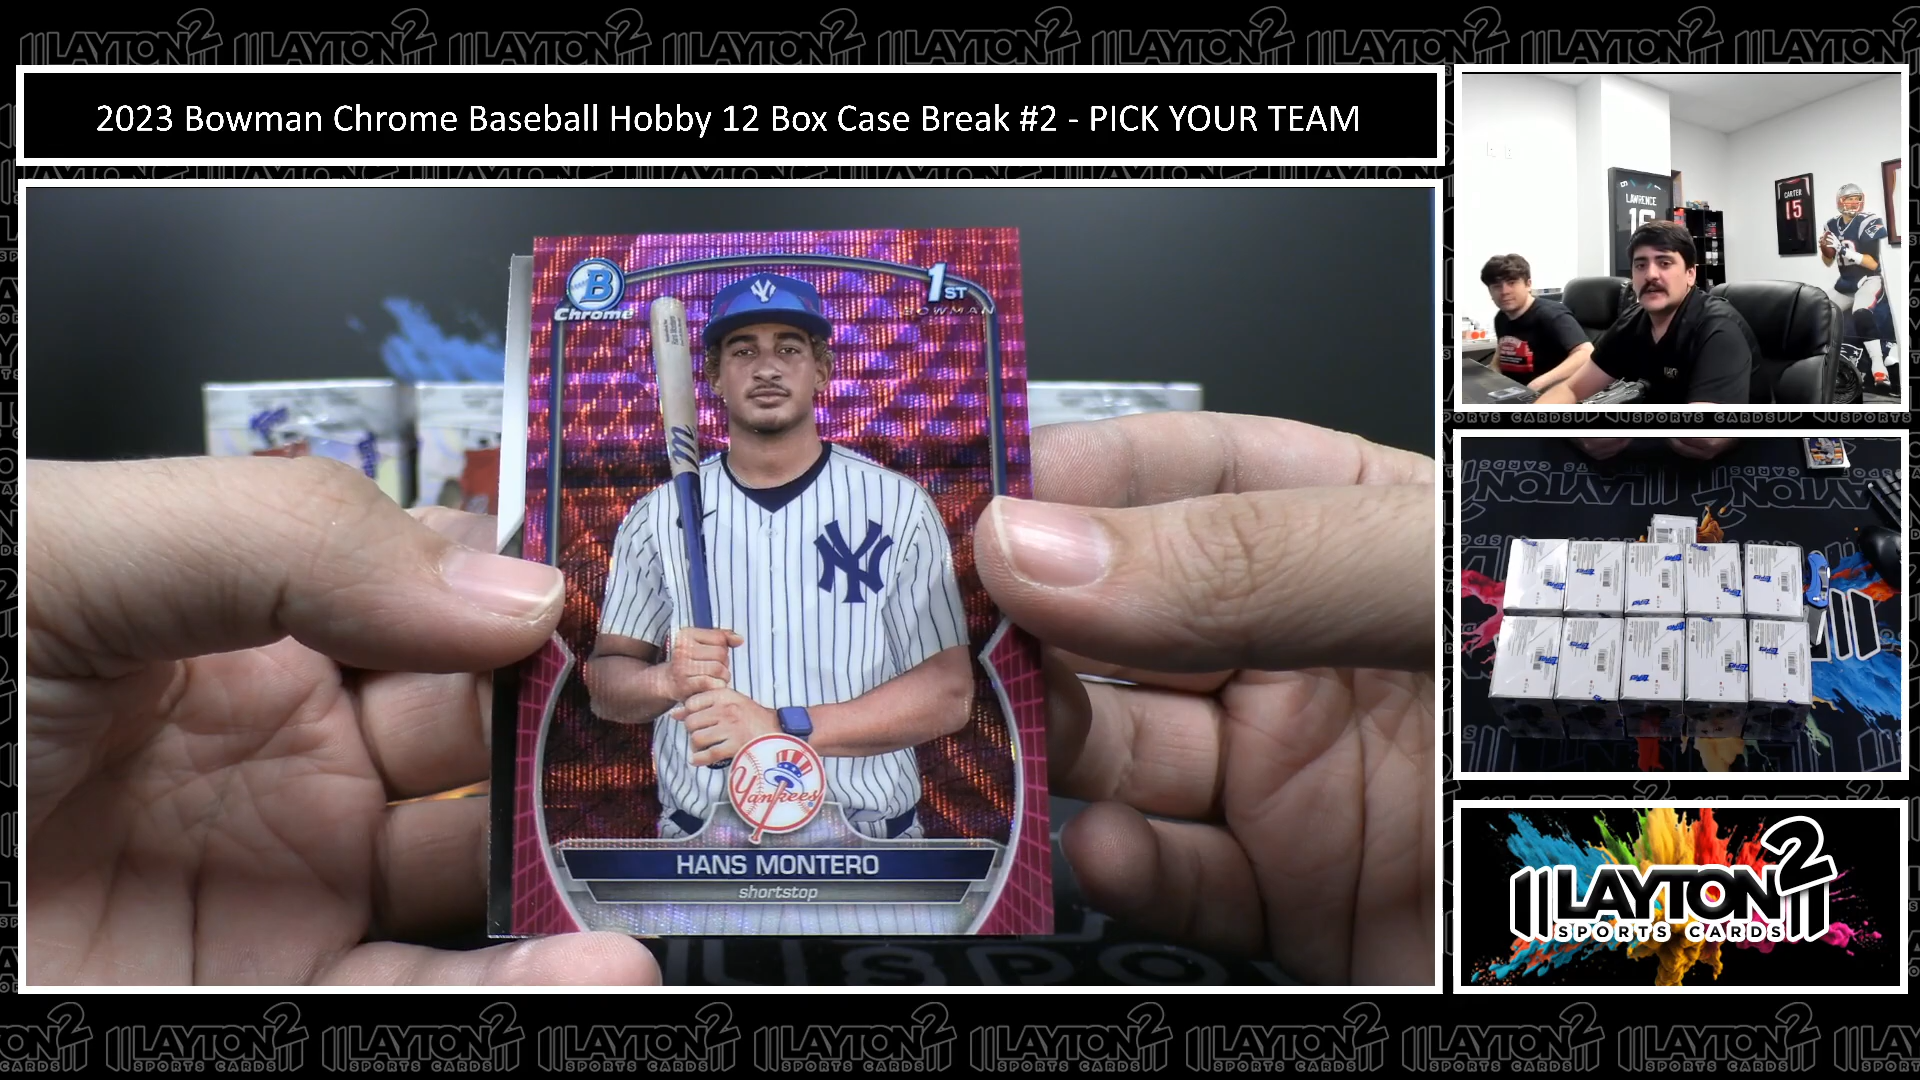 2023 Bowman Chrome Baseball Hobby 12 Box Case Break #2 - PICK YOUR TEAM
B
Chrome
1ST
BOWMAN
M
NY
Yankees
HANS MONTERO
shortstop
LAWRENCE
16
CARTER
15
LAYTON 2
SPORTS CARDS